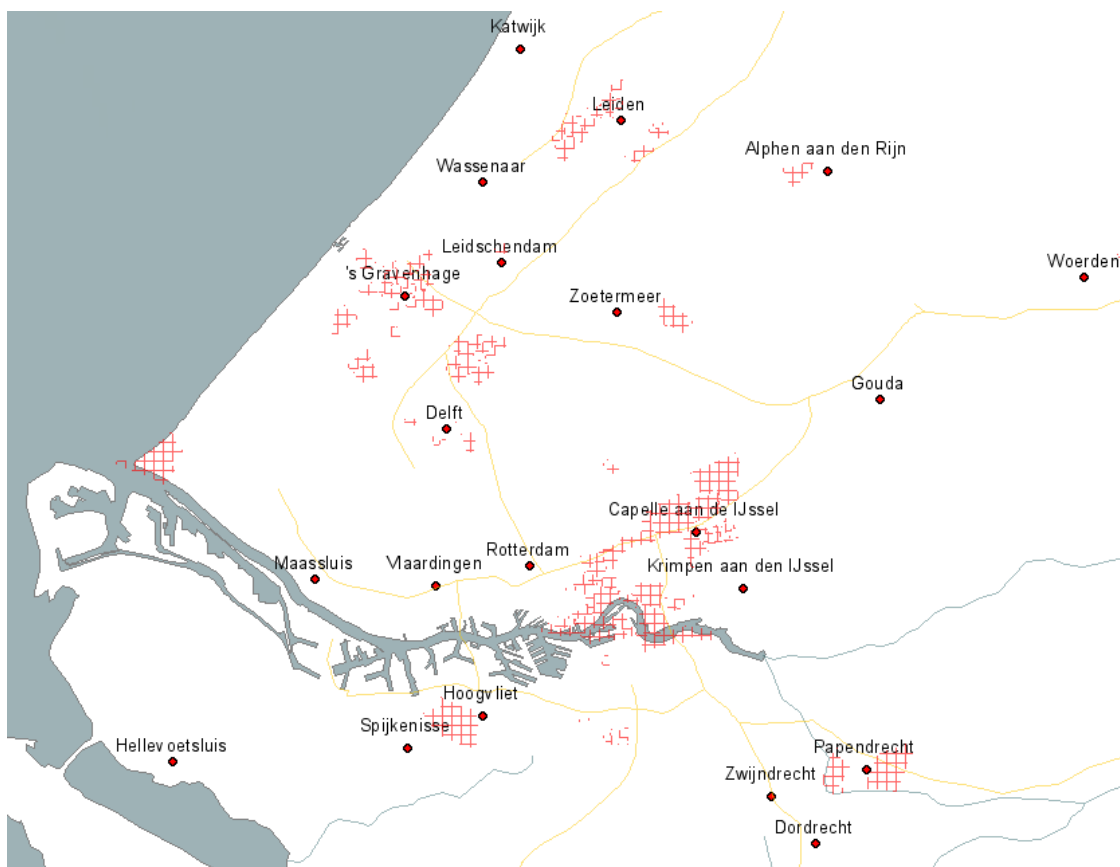 Katwijk
Leiden
Alphen aan den Rijn
Wassenaar
Leidschendam
's Gravenhage
Woerden
Zoetermeer
Gouda
Delft
Capelle aan de IJssel
Rotterdam
Maassluis
Vlaardingen
Krimpen aan den IJssel
Hoogvliet
Spijkenisse
Hellevoetsluis
Papendrecht
Zwijndrecht
Dordrecht